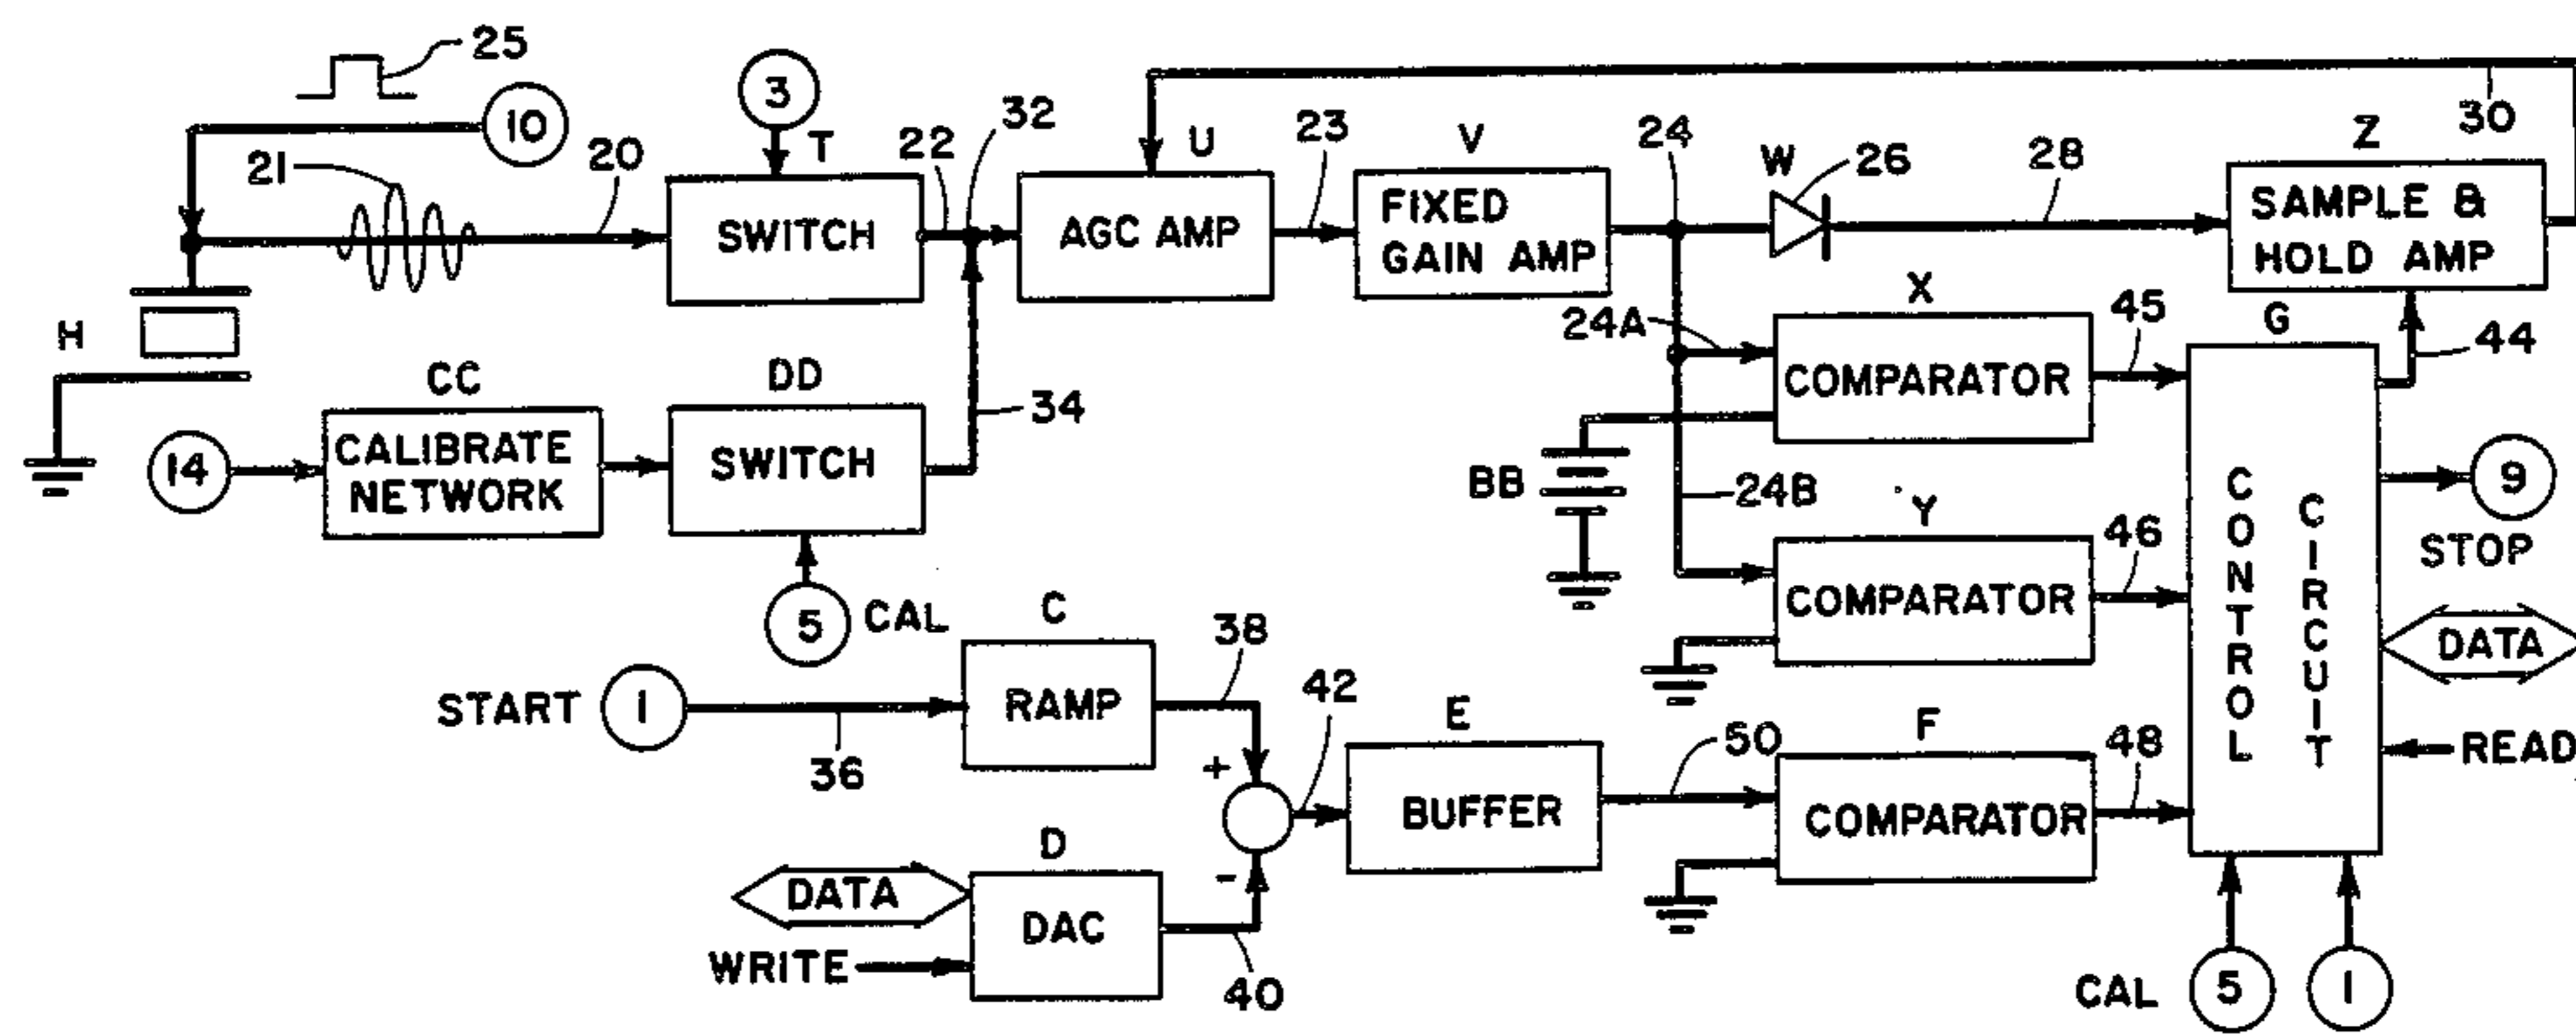 25
10
3
T
22
32
U
23
V
24
W
26
28
Z
30
21
20
SWITCH
AGC AMP
FIXED
GAIN AMP
SAMPLE &
HOLD AMP
H
X
24A
COMPARATOR
45
G
44
CC
DD
34
14
CALIBRATE
NETWORK
SWITCH
BB
24B
Y
COMPARATOR
46
CONTROL
CIRCUIT
9
STOP
5
CAL
C
38
DATA
START
1
36
RAMP
42
E
50
F
48
READ
+
BUFFER
COMPARATOR
D
-
DATA
DAC
WRITE
40
CAL
5
1